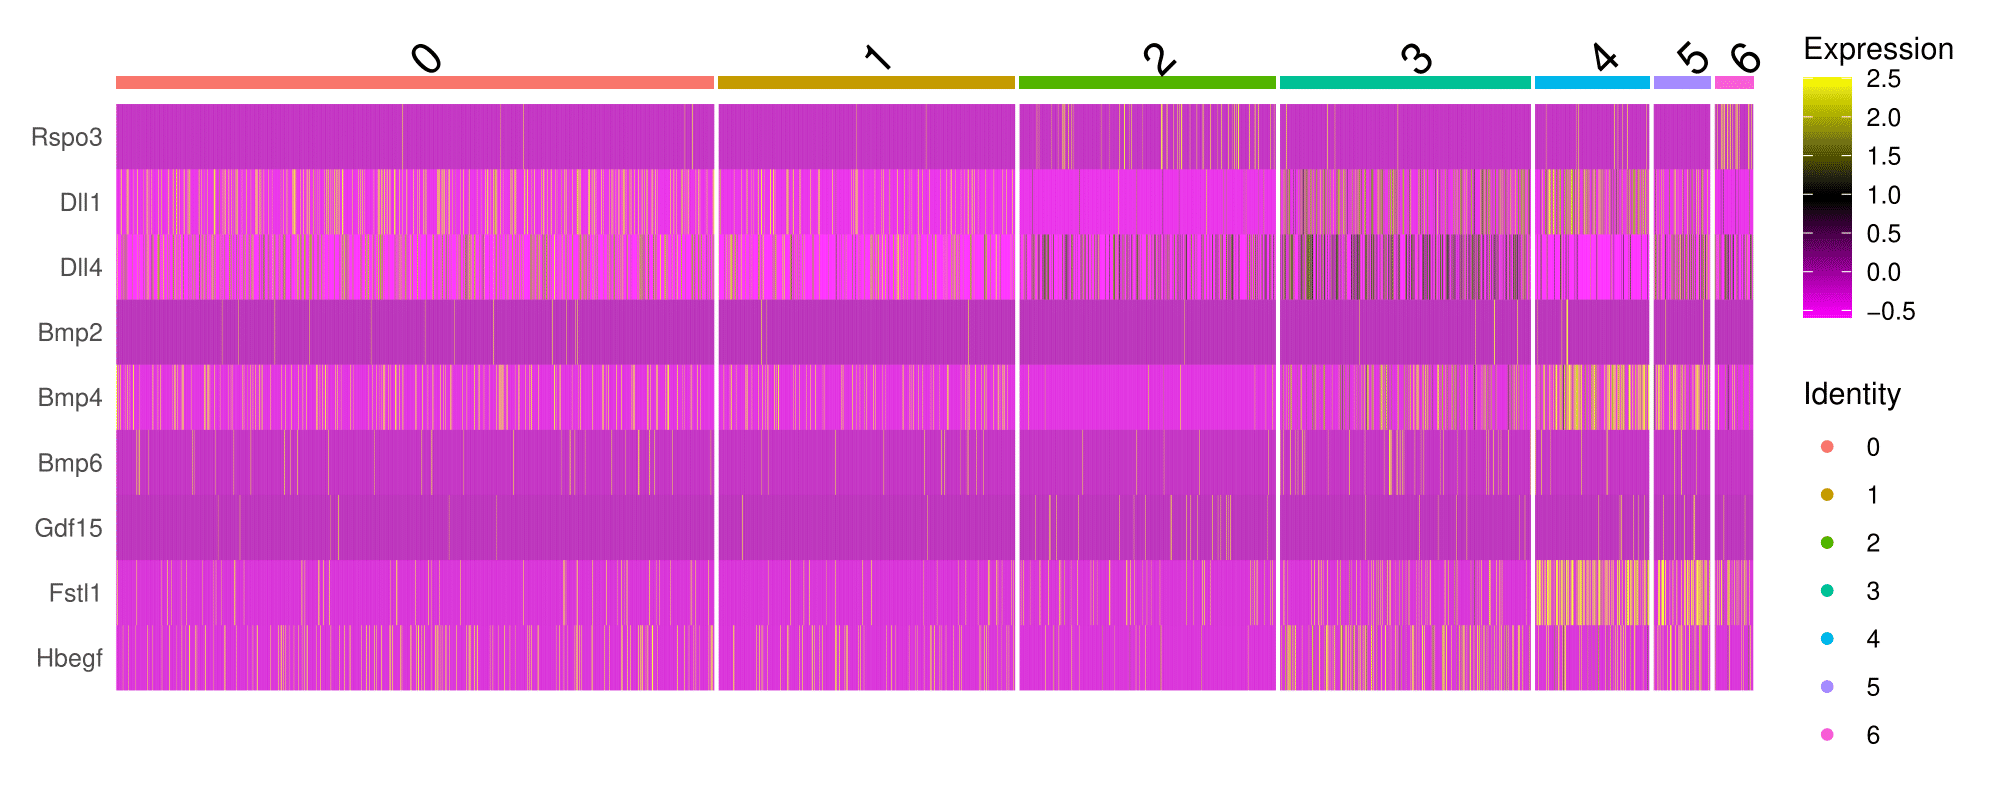 0 1 2 3 4 5 6
Rspo3
Dll1
Dll4
Bmp2
Bmp4
Bmp6
Gdf15
Fstl1
Hbegf
Expression
2.5
2.0
1.5
1.0
0.5
0.0
−0.5
Identity
0
1
2
3
4
5
6